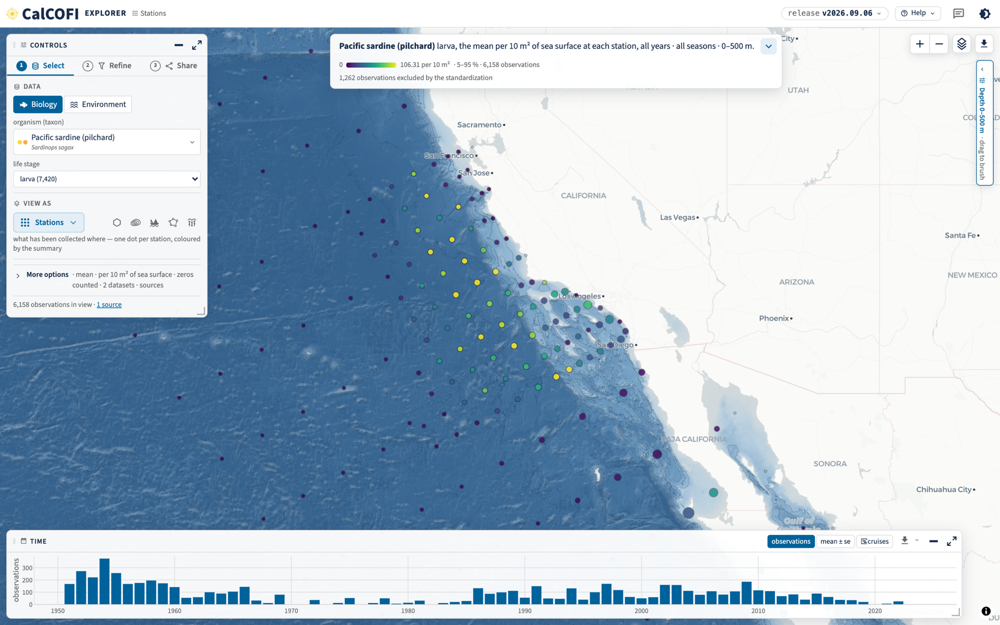 CalCOFI EXPLORER Stations
release v2026.09.06
Help
CONTROLS
1 Select
2 Refine
3 Share
DATA
Biology
Environment
organism (taxon)
Pacific sardine (pilchard)
Sardinops sagax
life stage
larva (7,420)
VIEW AS
Stations
what has been collected where — one dot per station, coloured
by the summary
More options · mean · per 10 m² of sea surface · zeros
counted · 2 datasets · sources
6,158 observations in view · 1 source
Pacific sardine (pilchard) larva, the mean per 10 m² of sea surface at each station, all years · all seasons · 0–500 m.
0 106.31 per 10 m² · 5–95 % · 6,158 observations
1,262 observations excluded by the standardization
Depth 0–500 m · drag to brush
City
NEVADA
UTAH
Sacramento
San Francisco
San Jose
CALIFORNIA
Las Vegas
Santa Fe
NEW MEXICO
ARIZONA
Los Angeles
Phoenix
San Diego
BAJA CALIFORNIA
SONORA
Chihuahua City
Gulf of
California
TIME
observations
mean ± se
cruises
observations
300
200
100
0
1950
1960
1970
1980
1990
2000
2010
2020